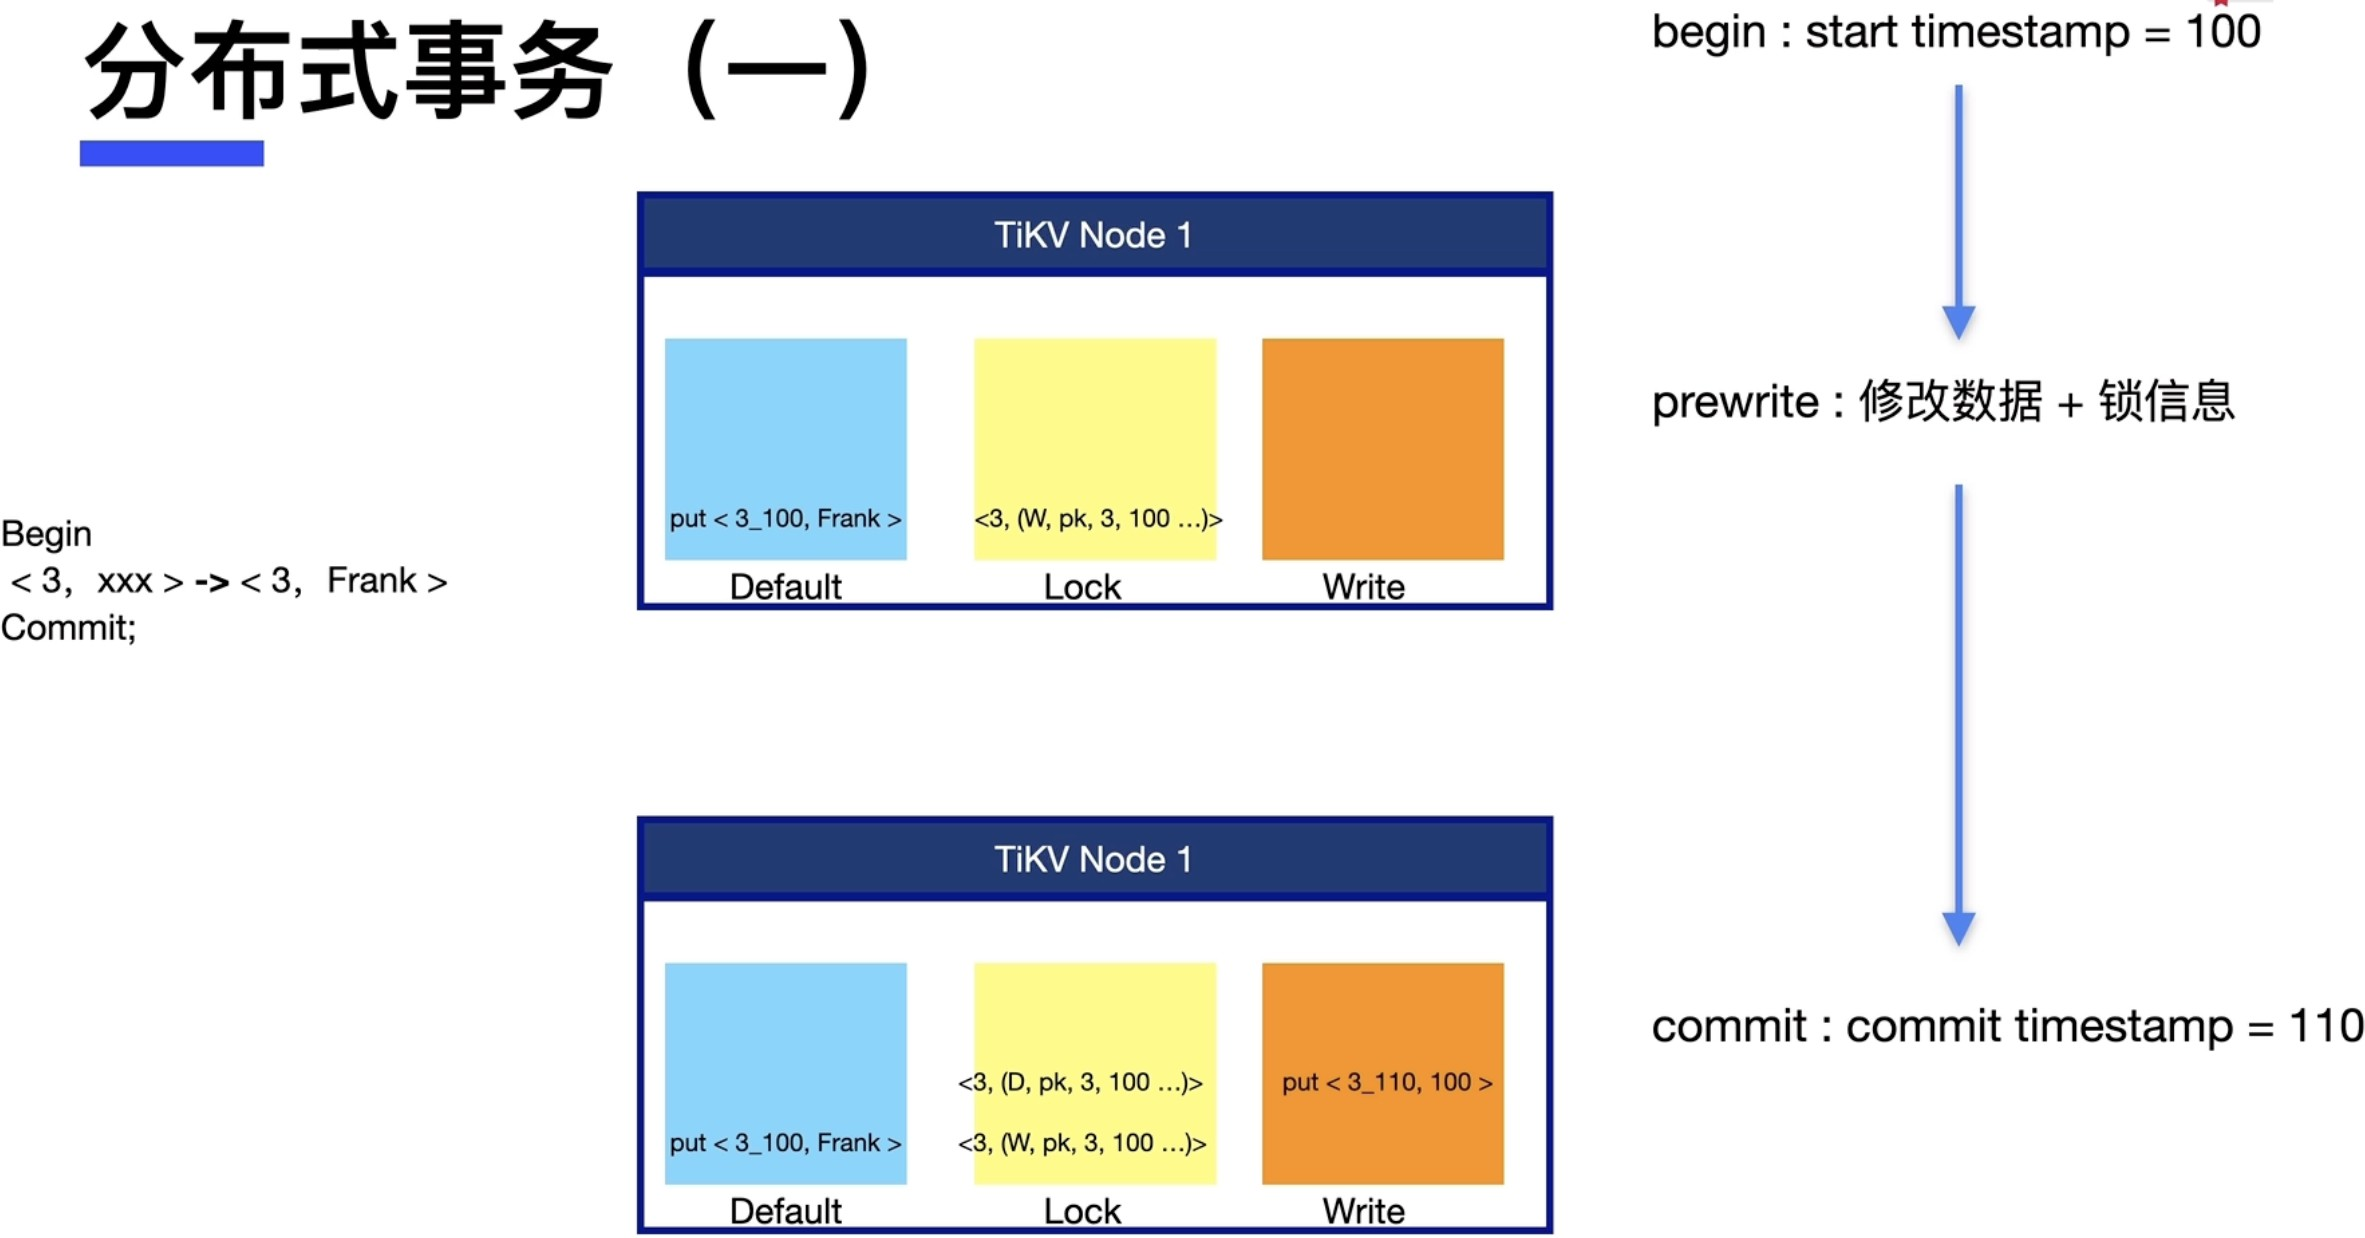 分布式事务（一）
begin : start timestamp = 100
TiKV Node 1
prewrite : 修改数据 + 锁信息
put < 3_100, Frank >
<3, (W, pk, 3, 100 ...)>
Default
Lock
Write
Begin
< 3,  xxx > -> < 3,  Frank >
Commit;
TiKV Node 1
commit : commit timestamp = 110
<3, (D, pk, 3, 100 ...)>
put < 3_110, 100 >
put < 3_100, Frank >
<3, (W, pk, 3, 100 ...)>
Default
Lock
Write